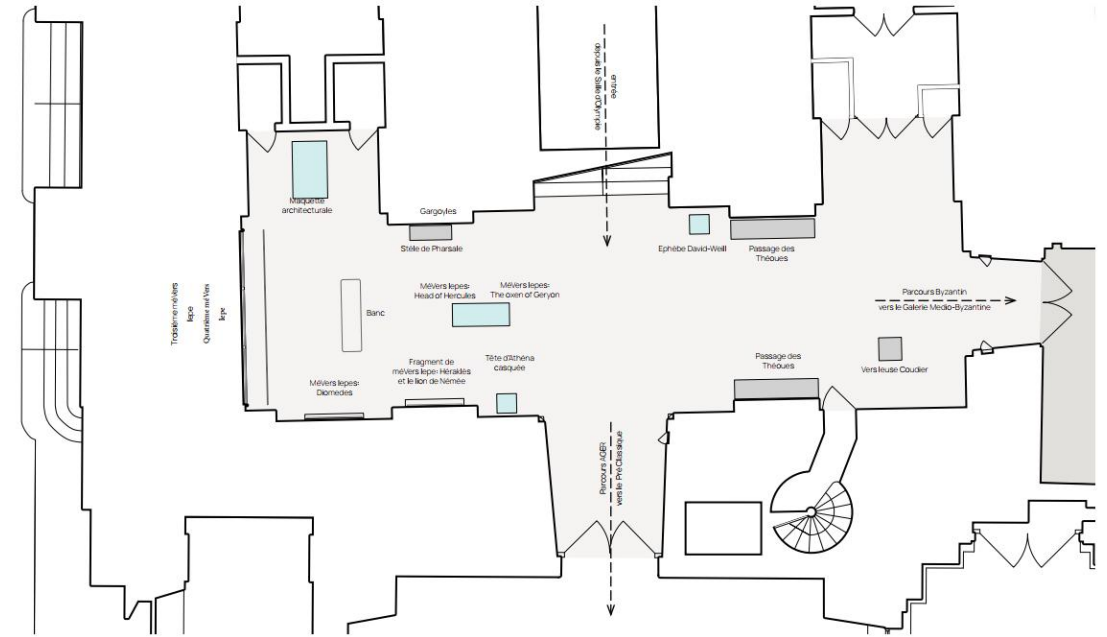 entrée
depuis le Salle d'Olympie
Maquette
architecturale
Gargoyles
Stèle de Pharsale
Ephèbe David-Weill
Passage des
Théoues
MéVers lepes:
Head of Hercules
MéVers lepes:
The oxen of Geryon
Banc
Troisième méVers
lepe
Quatrième méVers
lepe
Parcours Byzantin
vers le Galerie Medio-Byzantine
Fragment de
méVers lepe: Héraklès
et le lion de Némée
Tête d'Athéna
casquée
Passage des
Théoues
Vers leuse Coudier
MéVers lepes:
Diomedes
Parcours AGER
vers le Pré Classique